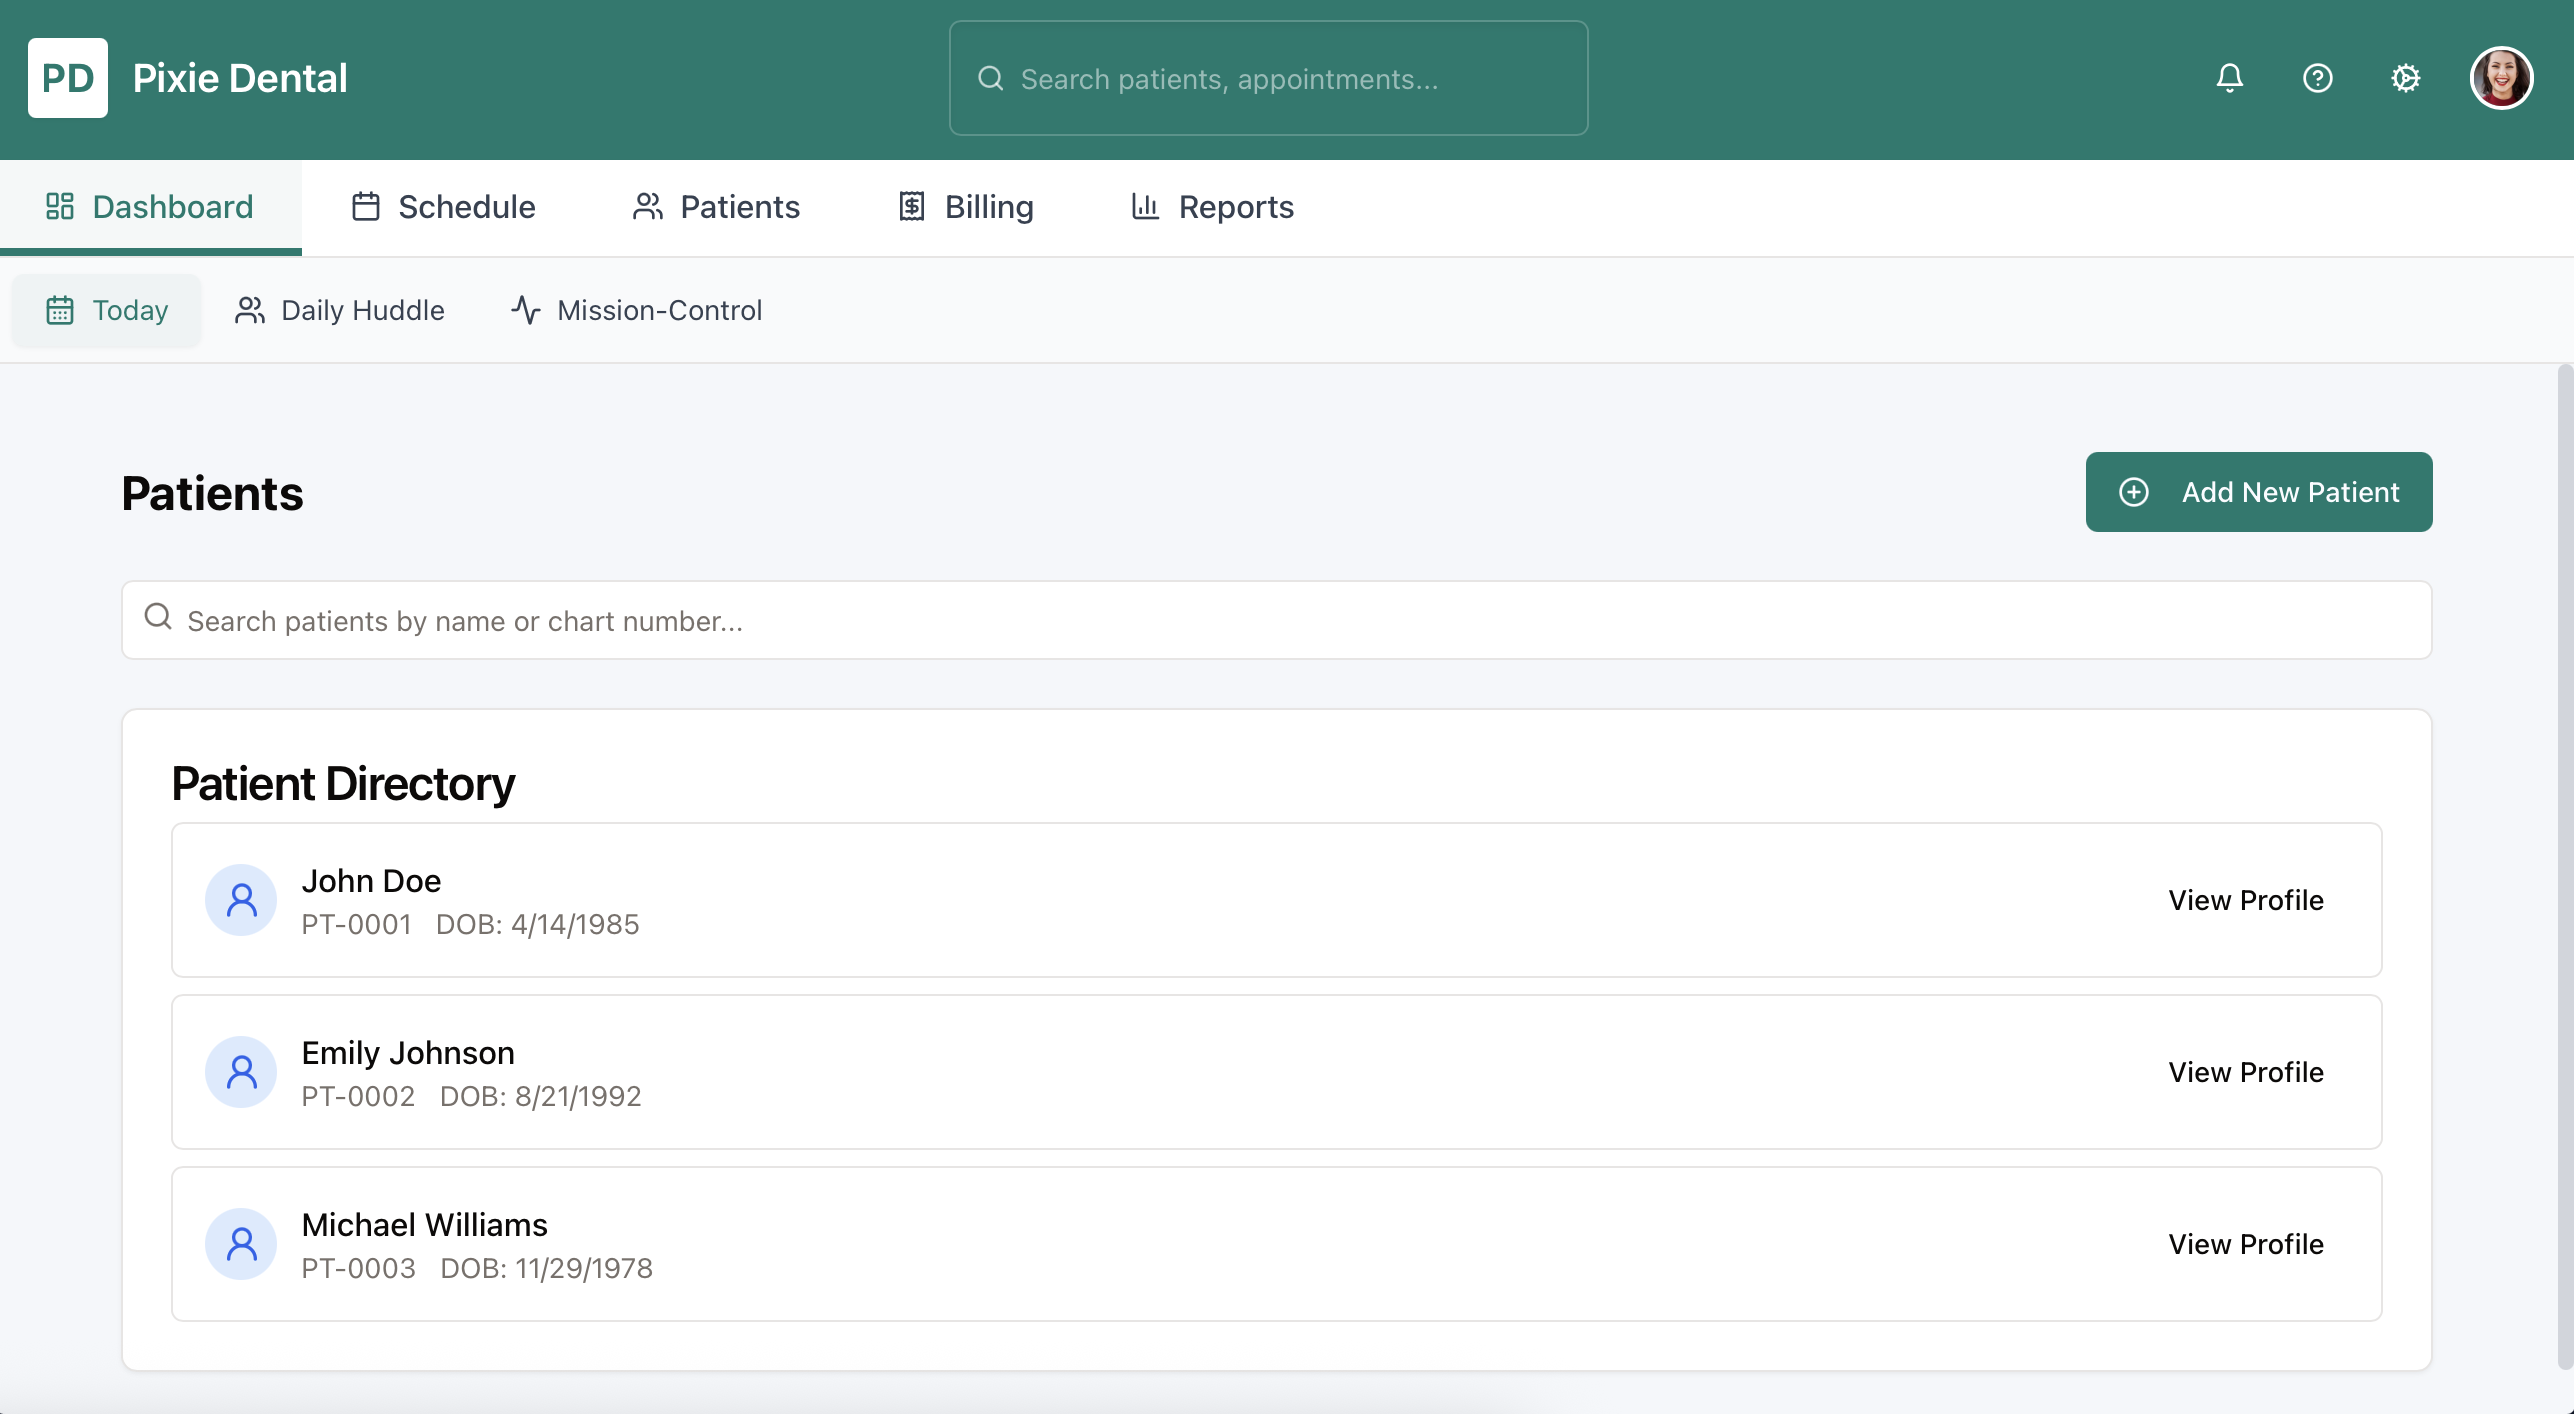 PD Pixie Dental
Search patients, appointments...
Dashboard Schedule Patients Billing Reports
Today Daily Huddle Mission-Control
Patients
Add New Patient
Search patients by name or chart number...
Patient Directory
John Doe
PT-0001 DOB: 4/14/1985
View Profile
Emily Johnson
PT-0002 DOB: 8/21/1992
View Profile
Michael Williams
PT-0003 DOB: 11/29/1978
View Profile